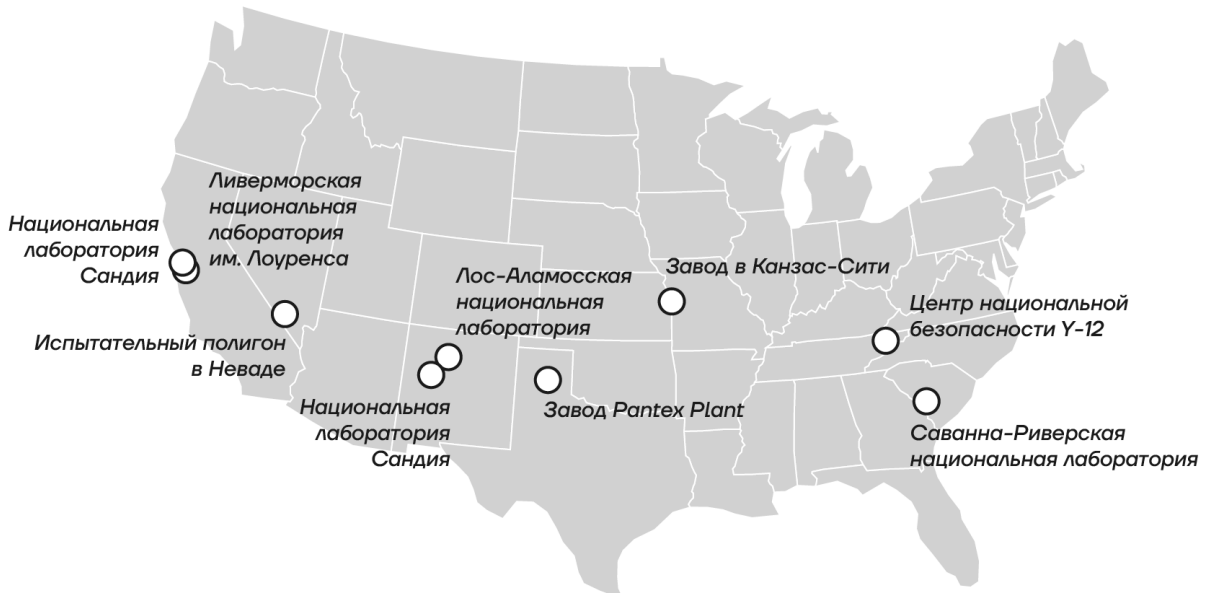 Ливерморская
национальная
лаборатория
им. Лоуренса
Национальная
лаборатория
Сандия
Испытательный полигон
в Неваде
Лос-Аламосская
национальная
лаборатория
Национальная
лаборатория
Сандия
Завод в Канзас-Сити
Завод Pantex Plant
Центр национальной
безопасности Y-12
Саванна-Риверская
национальная лаборатория